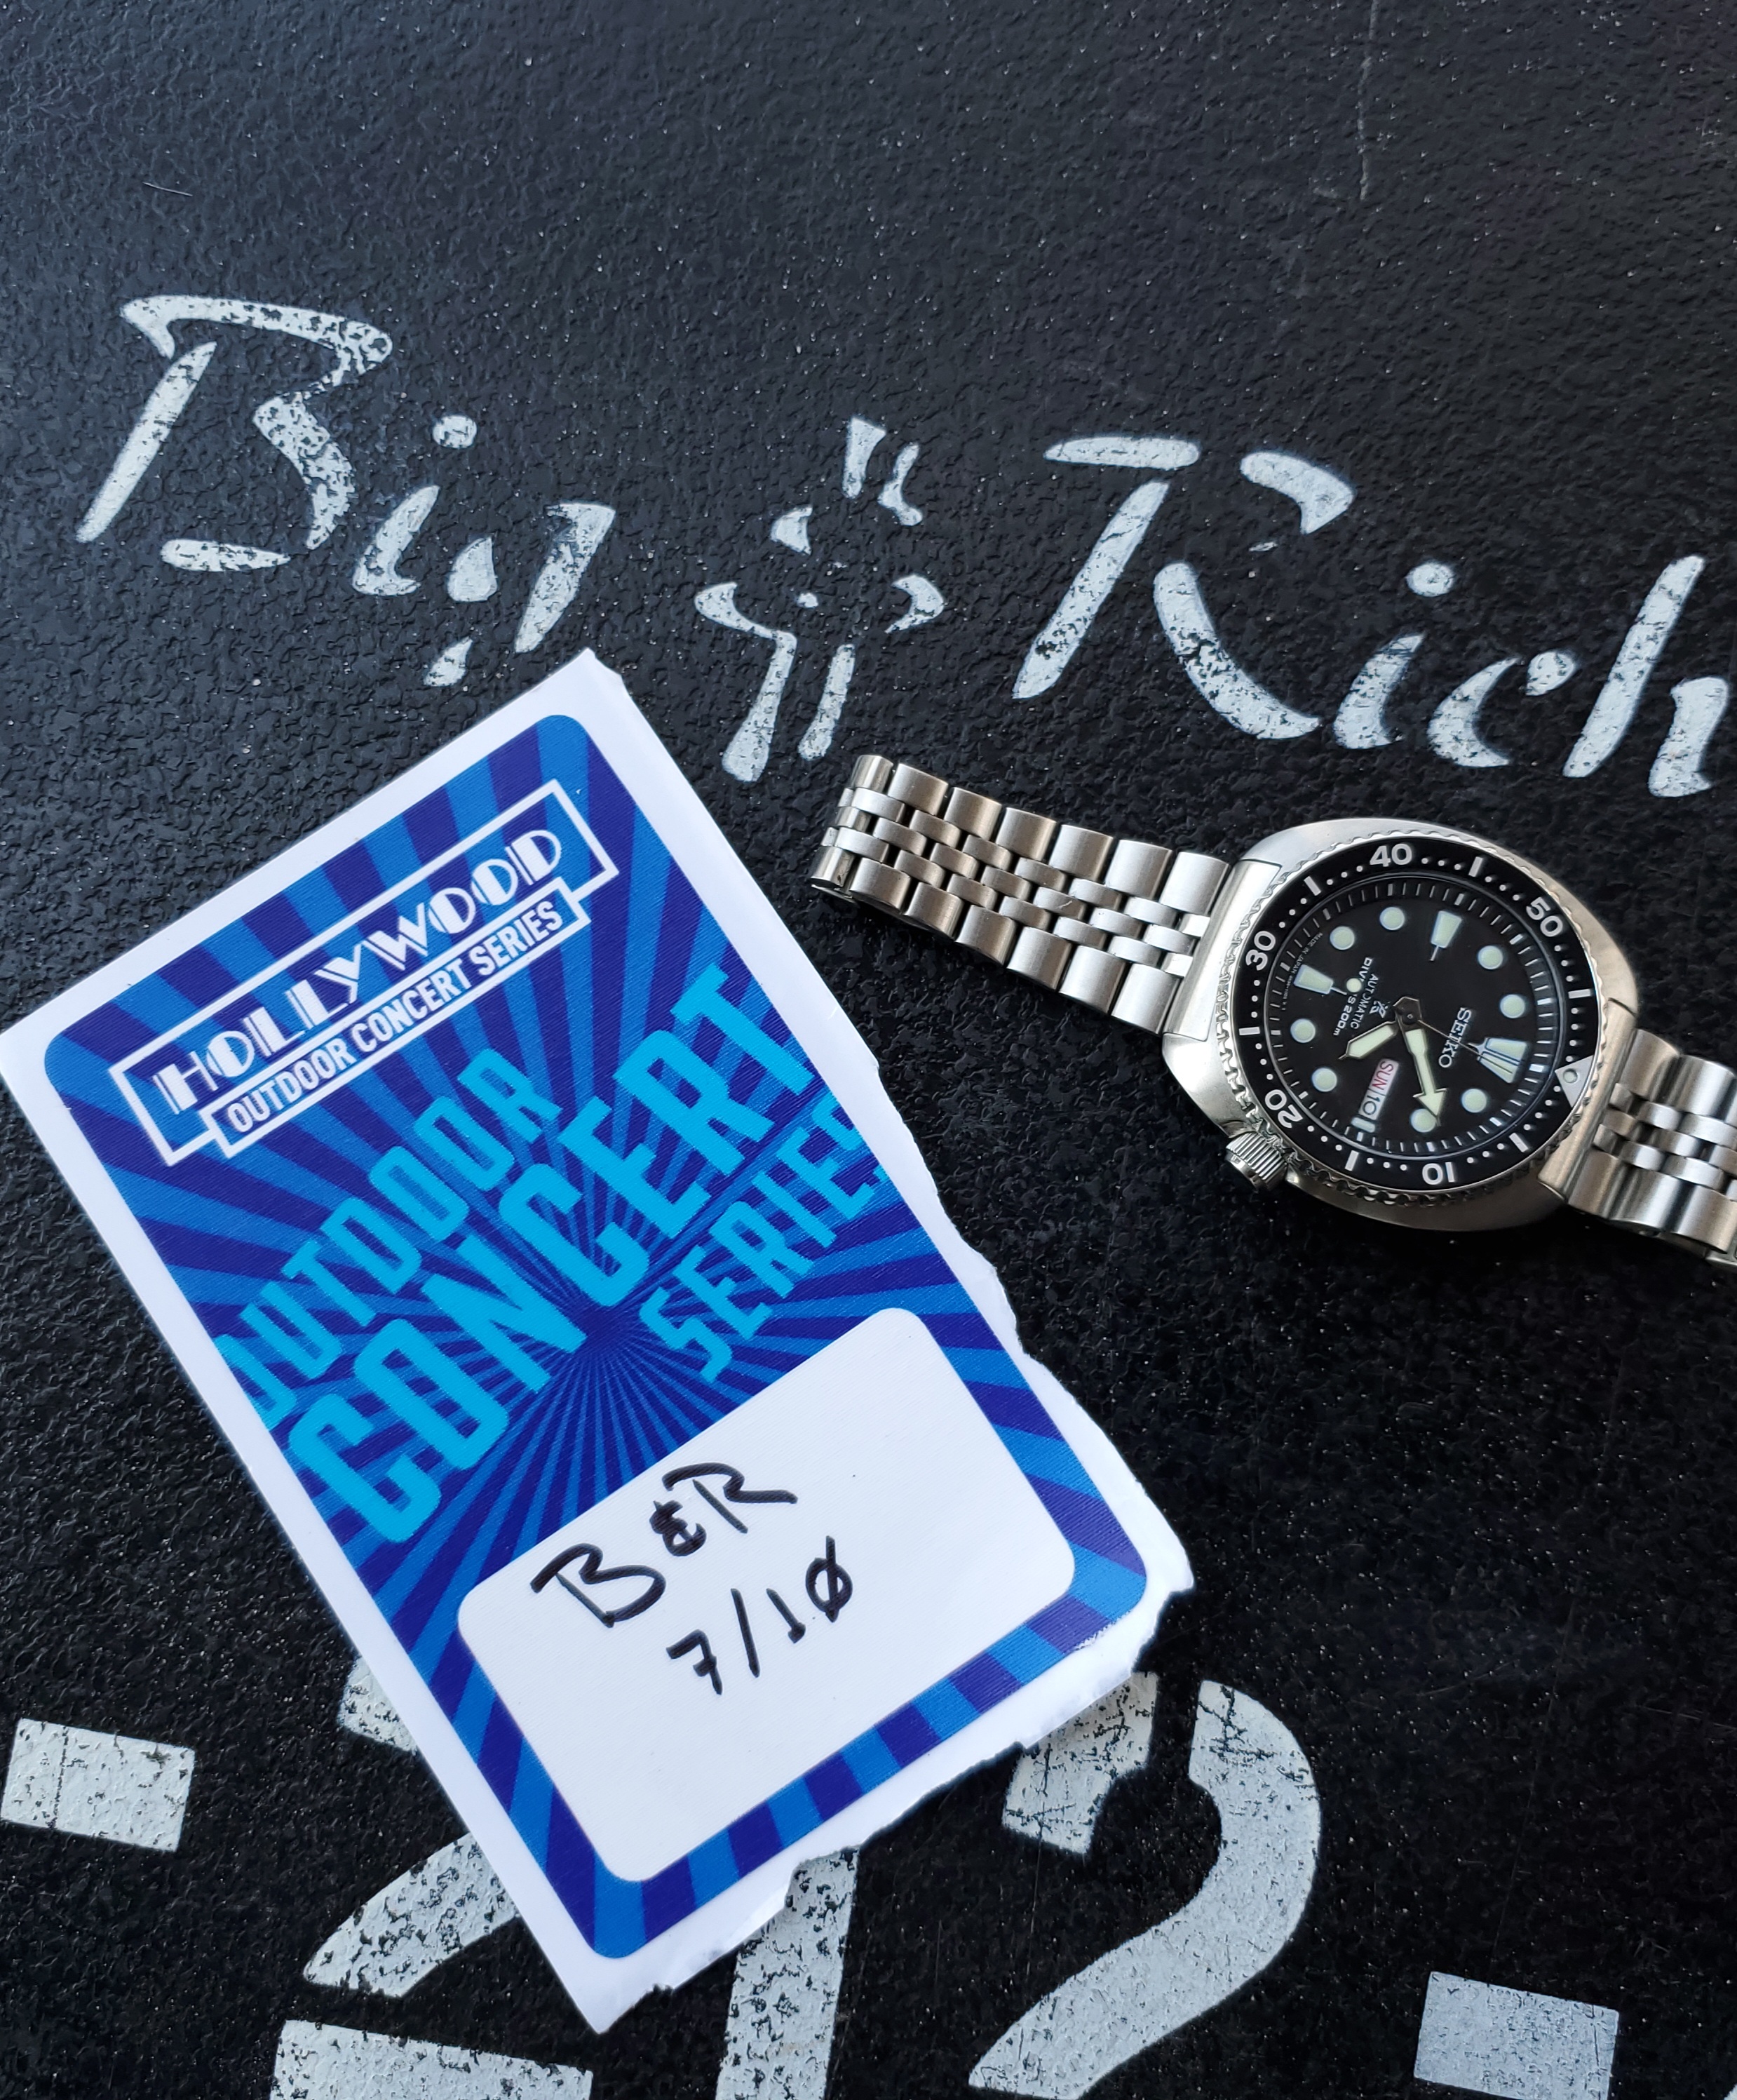 Big & Rich
HOLLYWOOD
OUTDOOR CONCERT SERIES
OUTDOOR
CONCERT
SERIES
B & R
7/10
40
50
30
20
10
SEIKO
AUTOMATIC
DIVER'S 200m
SUN 10